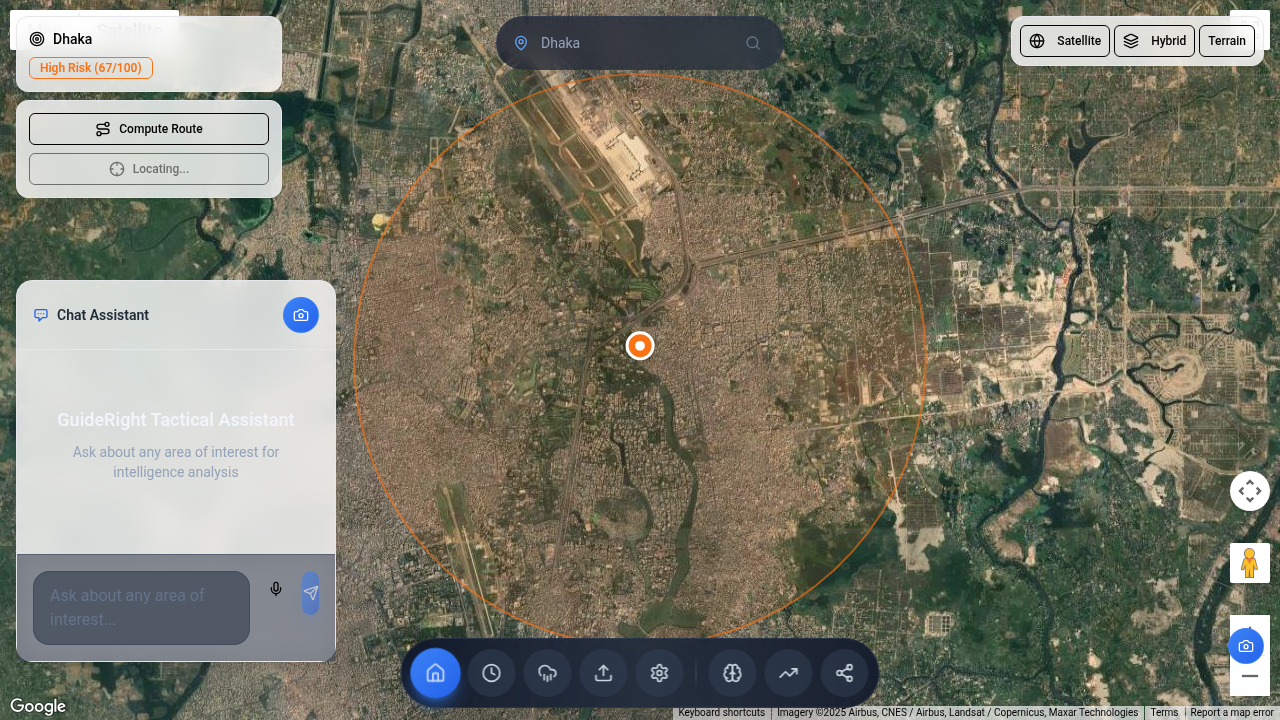 Dhaka
High Risk (67/100)
Dhaka
Satellite
Hybrid
Terrain
Compute Route
Locating...
Chat Assistant
GuideRight Tactical Assistant
Ask about any area of interest for
intelligence analysis
Ask about any area of
interest...
Google
Keyboard shortcuts
Imagery ©2025 Airbus, CNES / Airbus, Landsat / Copernicus, Maxar Technologies
Terms
Report a map error